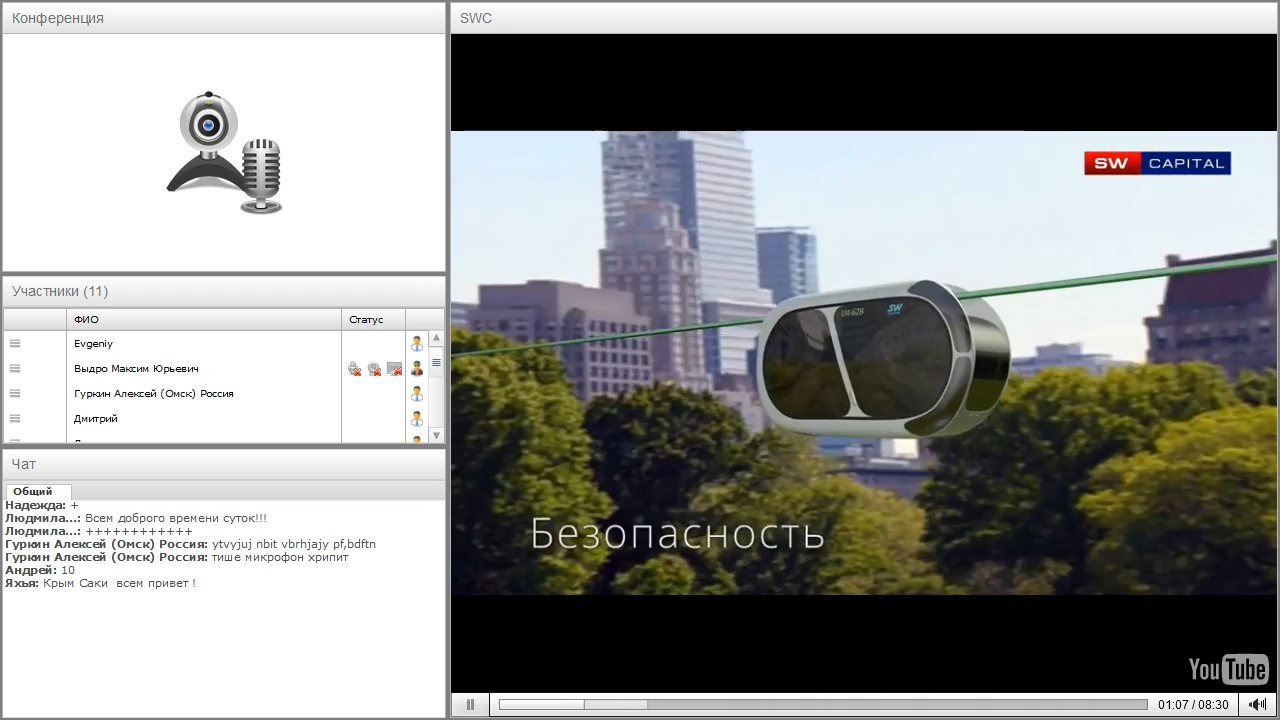 Конференция
SWC
SW CAPITAL
U4-628
SW
Безопасность
YouTube
01:07 / 08:30
Участники (11)
ФИО Статус
Evgeniy
Выдро Максим Юрьевич
Гуркин Алексей (Омск) Россия
Дмитрий
Чат
Общий
Надежда: +
Людмила...: Всем доброго времени суток!!!
Людмила...: ++++++++++++
Гуркин Алексей (Омск) Россия: ytvyjuj nbit vbrhjajy pf,bdftn
Гуркин Алексей (Омск) Россия: тише микрофон хрипит
Андрей: 10
Яхья: Крым Саки всем привет !